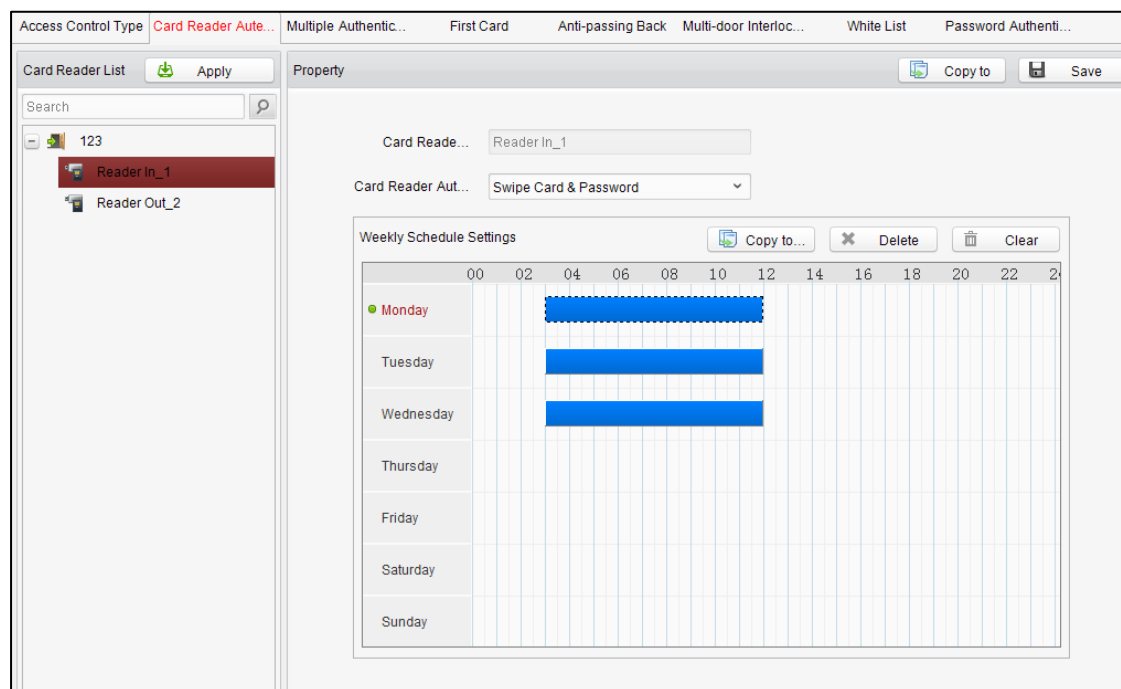 Access Control Type Card Reader Aute... Multiple Authentic... First Card Anti-passing Back Multi-door Interloc... White List Password Authenti...
Card Reader List Apply Property Copy to Save
Search
123
Reader In_1
Reader Out_2
Card Reade... Reader In_1
Card Reader Aut... Swipe Card & Password
Weekly Schedule Settings Copy to... Delete Clear
00 02 04 06 08 10 12 14 16 18 20 22
Monday
Tuesday
Wednesday
Thursday
Friday
Saturday
Sunday